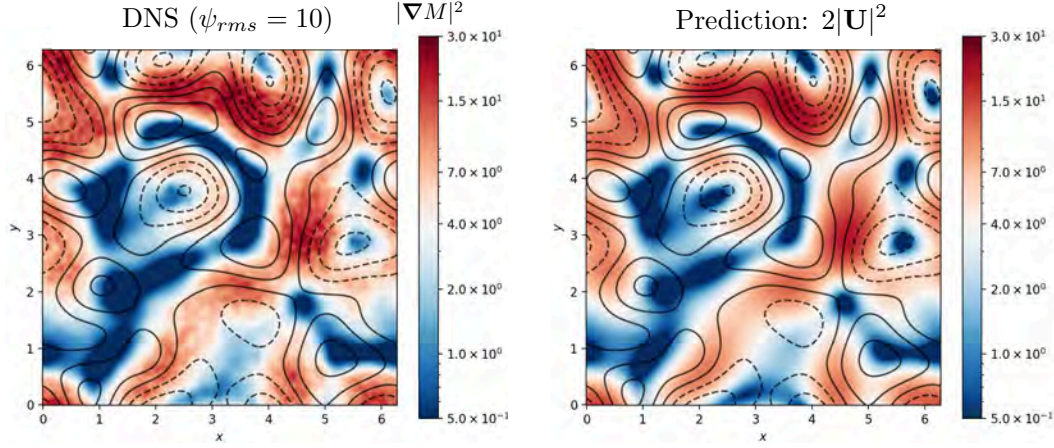 DNS (ψ_rms = 10)
|∇M|²
Prediction: 2|U|²
6
5
4
3
2
1
0
y
0 1 2 3 4 5 6
x
3.0 × 10¹
1.5 × 10¹
7.0 × 10⁰
4.0 × 10⁰
2.0 × 10⁰
1.0 × 10⁰
5.0 × 10⁻¹
6
5
4
3
2
1
0
y
0 1 2 3 4 5 6
x
3.0 × 10¹
1.5 × 10¹
7.0 × 10⁰
4.0 × 10⁰
2.0 × 10⁰
1.0 × 10⁰
5.0 × 10⁻¹